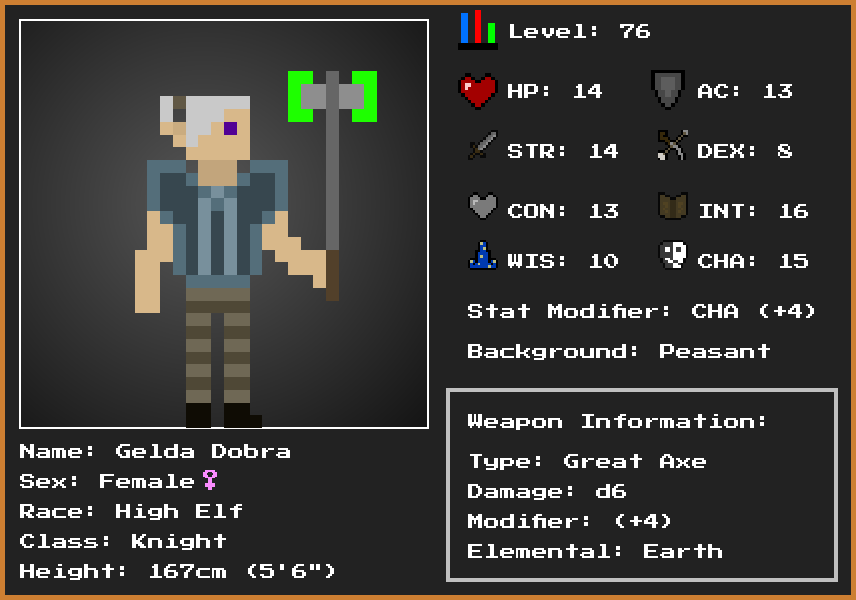 Level: 76
HP: 14
AC: 13
STR: 14
DEX: 8
CON: 13
INT: 16
WIS: 10
CHA: 15
Stat Modifier: CHA (+4)
Background: Peasant
Weapon Information:
Type: Great Axe
Damage: d6
Modifier: (+4)
Elemental: Earth
Name: Gelda Dobra
Sex: Female♀
Race: High Elf
Class: Knight
Height: 167cm (5'6")